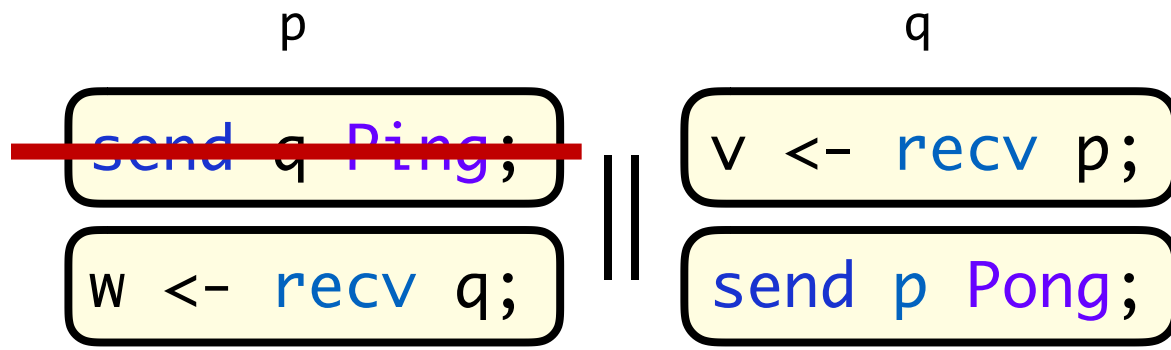 p
q
send q Ping;
v <- recv p;
w <- recv q;
send p Pong;